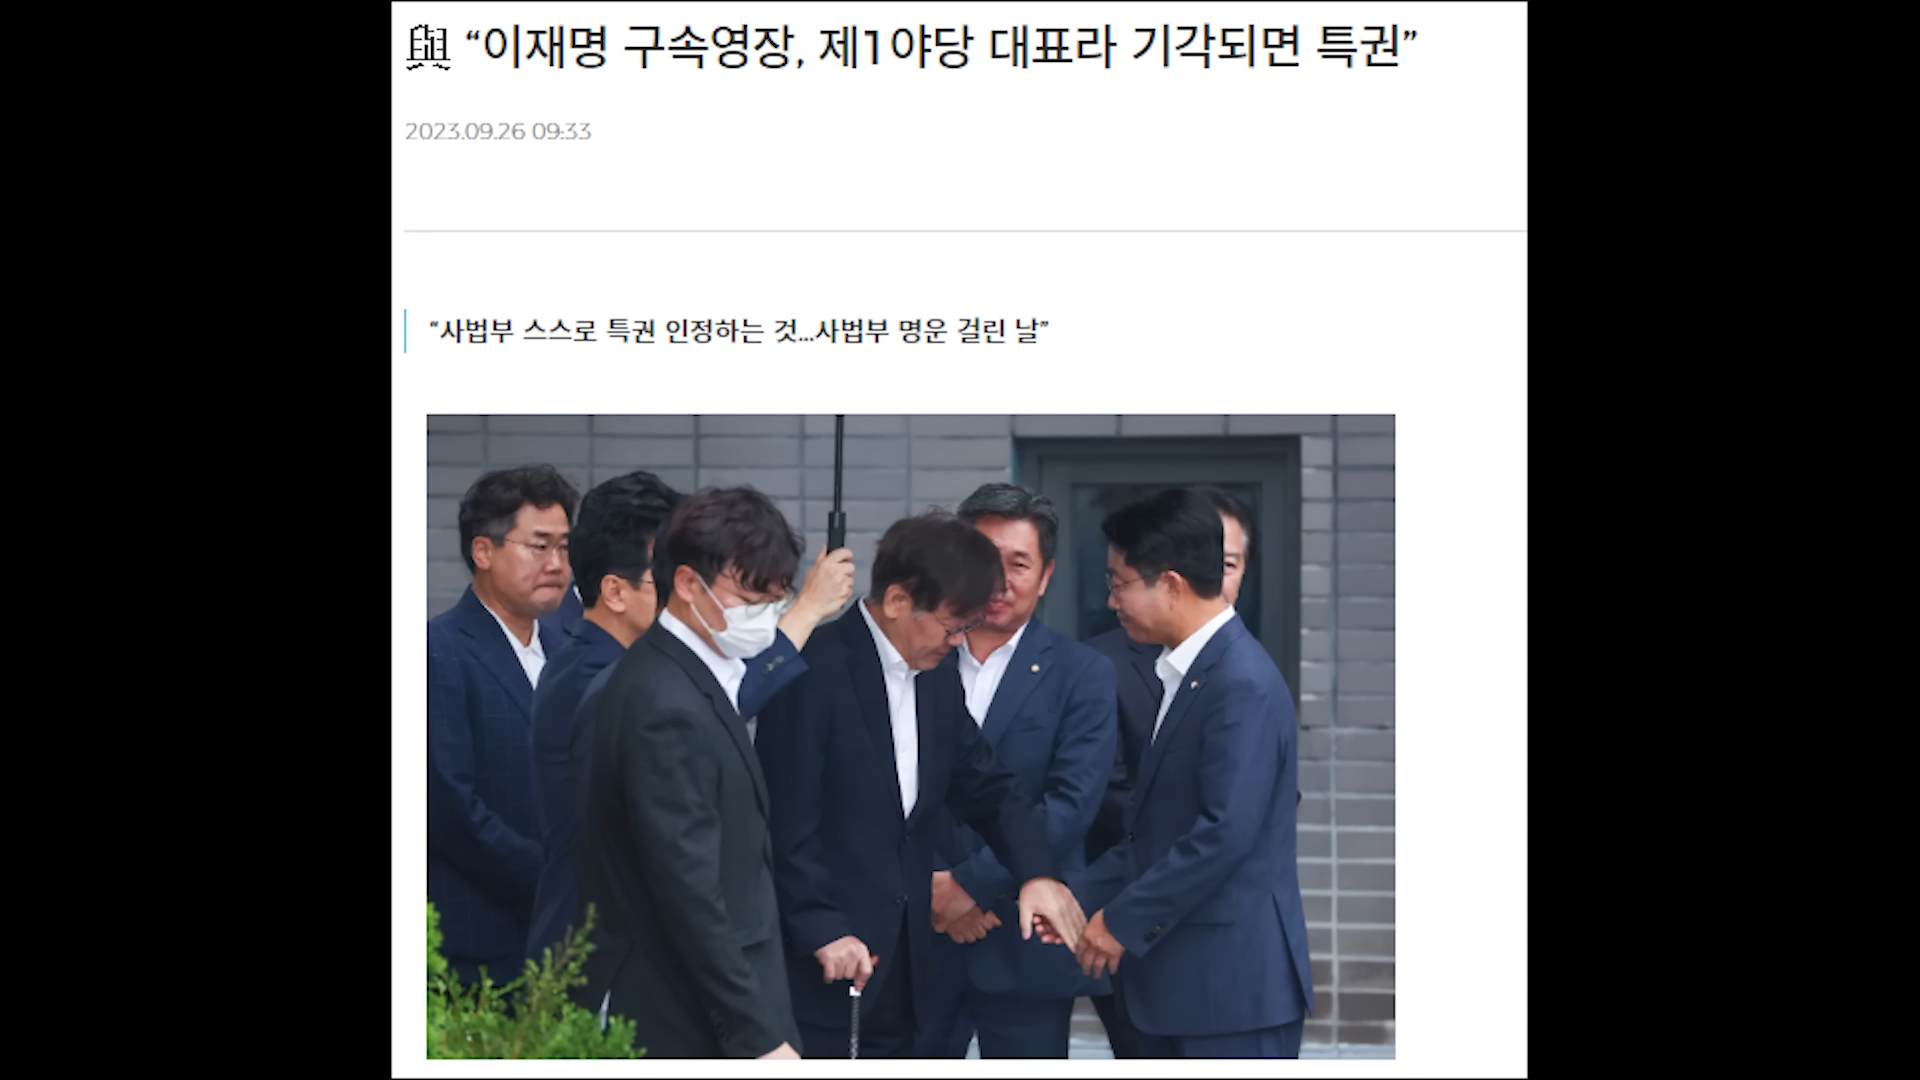 與 “이재명 구속영장, 제1야당 대표라 기각되면 특권”
2023.09.26 09:33
“사법부 스스로 특권 인정하는 것...사법부 명운 걸린 날”